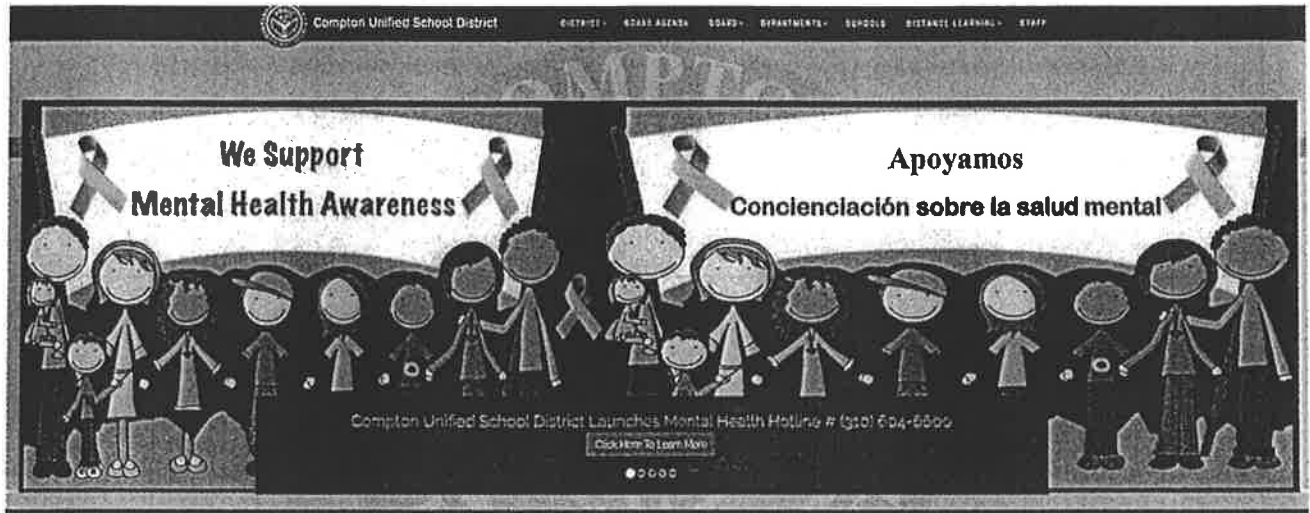 Compton Unified School District
DISTRICT BOARD AGENDA BOARD DEPARTMENTS SCHOOLS DISTANCE LEARNING STAFF
We Support
Mental Health Awareness
Apoyamos
Concienciación sobre la salud mental
Compton Unified School District Launches Mental Health Hotline # (310)
Click Here To Learn More